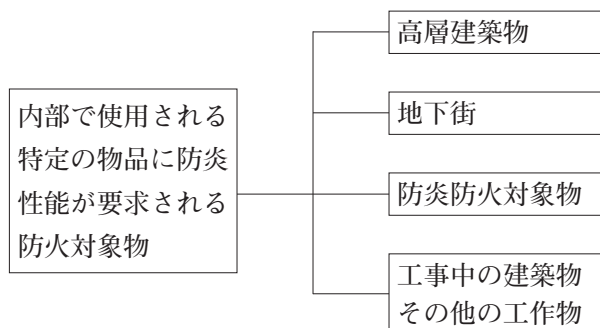 内部で使用される
特定の物品に防炎
性能が要求される
防火対象物
高層建築物
地下街
防炎防火対象物
工事中の建築物
その他の工作物